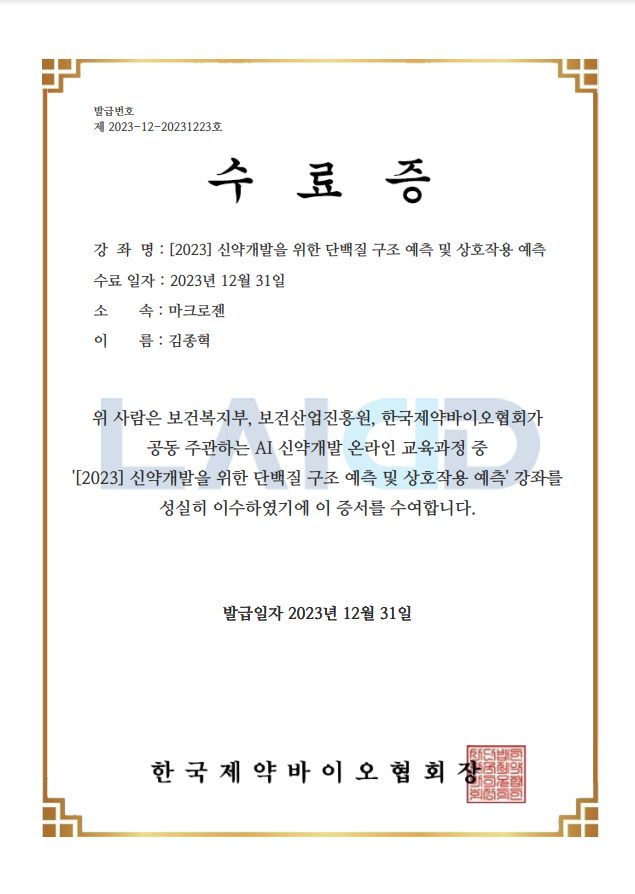 발급번호
제 2023-12-20231223호
수 료 증
강 좌 명 : [2023] 신약개발을 위한 단백질 구조 예측 및 상호작용 예측
수료 일자 : 2023년 12월 31일
소 속 : 마크로젠
이 름 : 김종혁
LAIDD
위 사람은 보건복지부, 보건산업진흥원, 한국제약바이오협회가
공동 주관하는 AI 신약개발 온라인 교육과정 중
'[2023] 신약개발을 위한 단백질 구조 예측 및 상호작용 예측' 강좌를
성실히 이수하였기에 이 증서를 수여합니다.
발급일자 2023년 12월 31일
한국제약바이오협회장